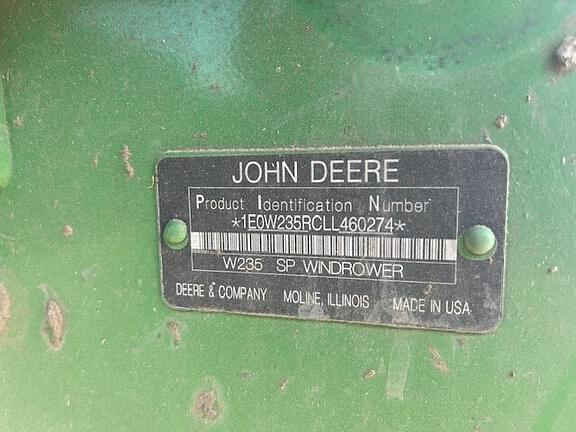 JOHN DEERE
Product Identification Number
*1E0W235RCLL460274*
W235 SP WINDROWER
DEERE & COMPANY MOLINE, ILLINOIS MADE IN USA